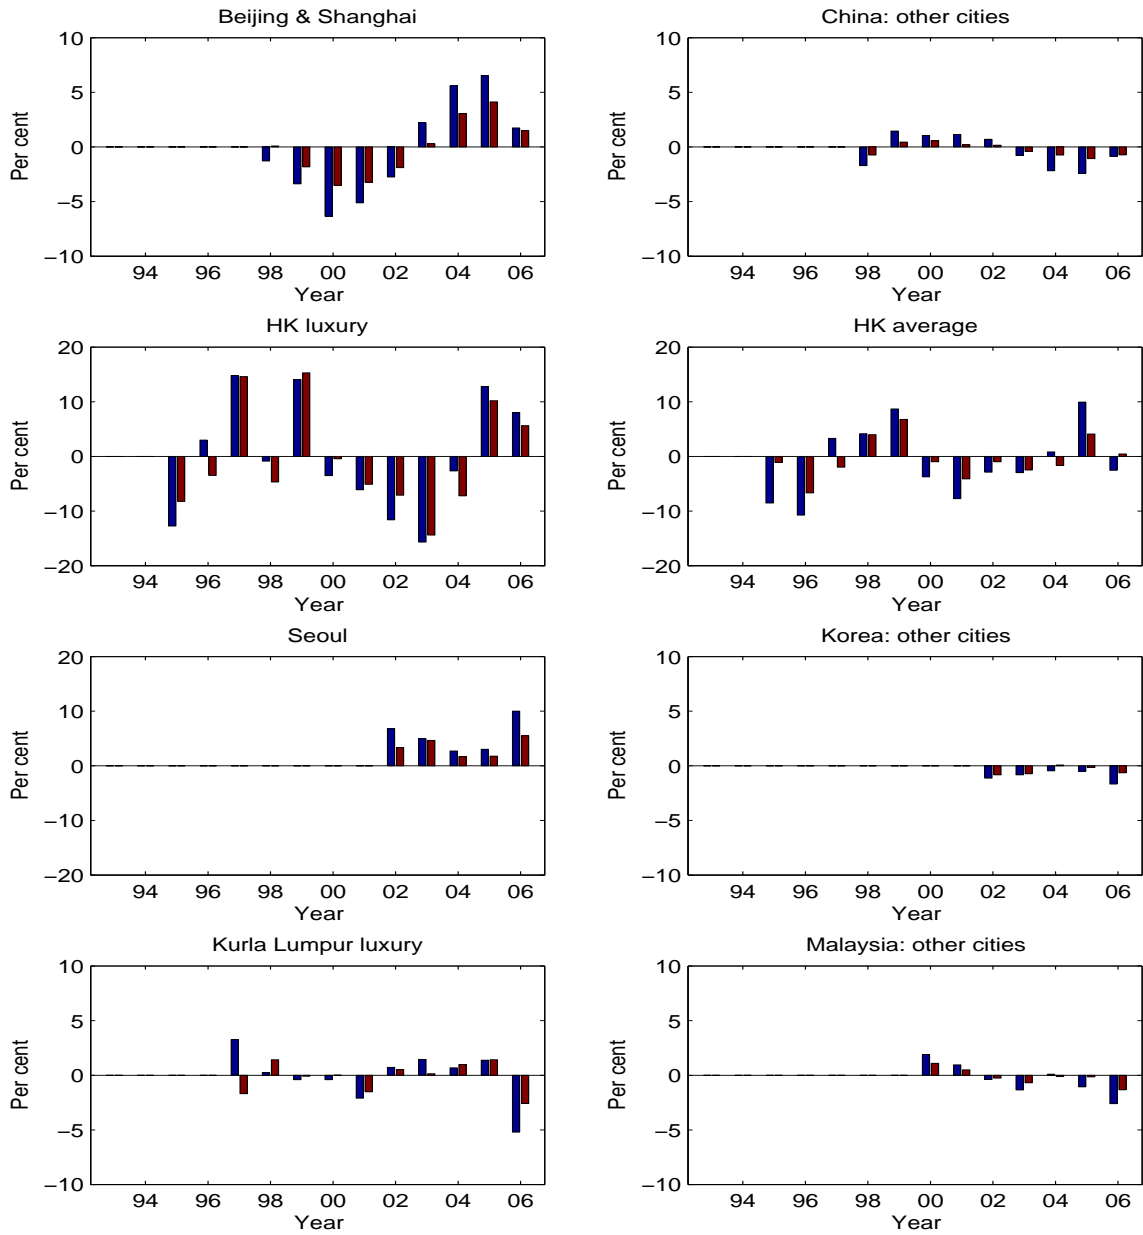 Beijing & Shanghai
10
5
0
−5
−10
Per cent
94 96 98 00 02 04 06
Year
China: other cities
10
5
0
−5
−10
Per cent
94 96 98 00 02 04 06
Year
HK luxury
20
10
0
−10
−20
Per cent
94 96 98 00 02 04 06
Year
HK average
20
10
0
−10
−20
Per cent
94 96 98 00 02 04 06
Year
Seoul
20
10
0
−10
−20
Per cent
94 96 98 00 02 04 06
Year
Korea: other cities
10
5
0
−5
−10
Per cent
94 96 98 00 02 04 06
Year
Kurla Lumpur luxury
10
5
0
−5
−10
Per cent
94 96 98 00 02 04 06
Year
Malaysia: other cities
10
5
0
−5
−10
Per cent
94 96 98 00 02 04 06
Year